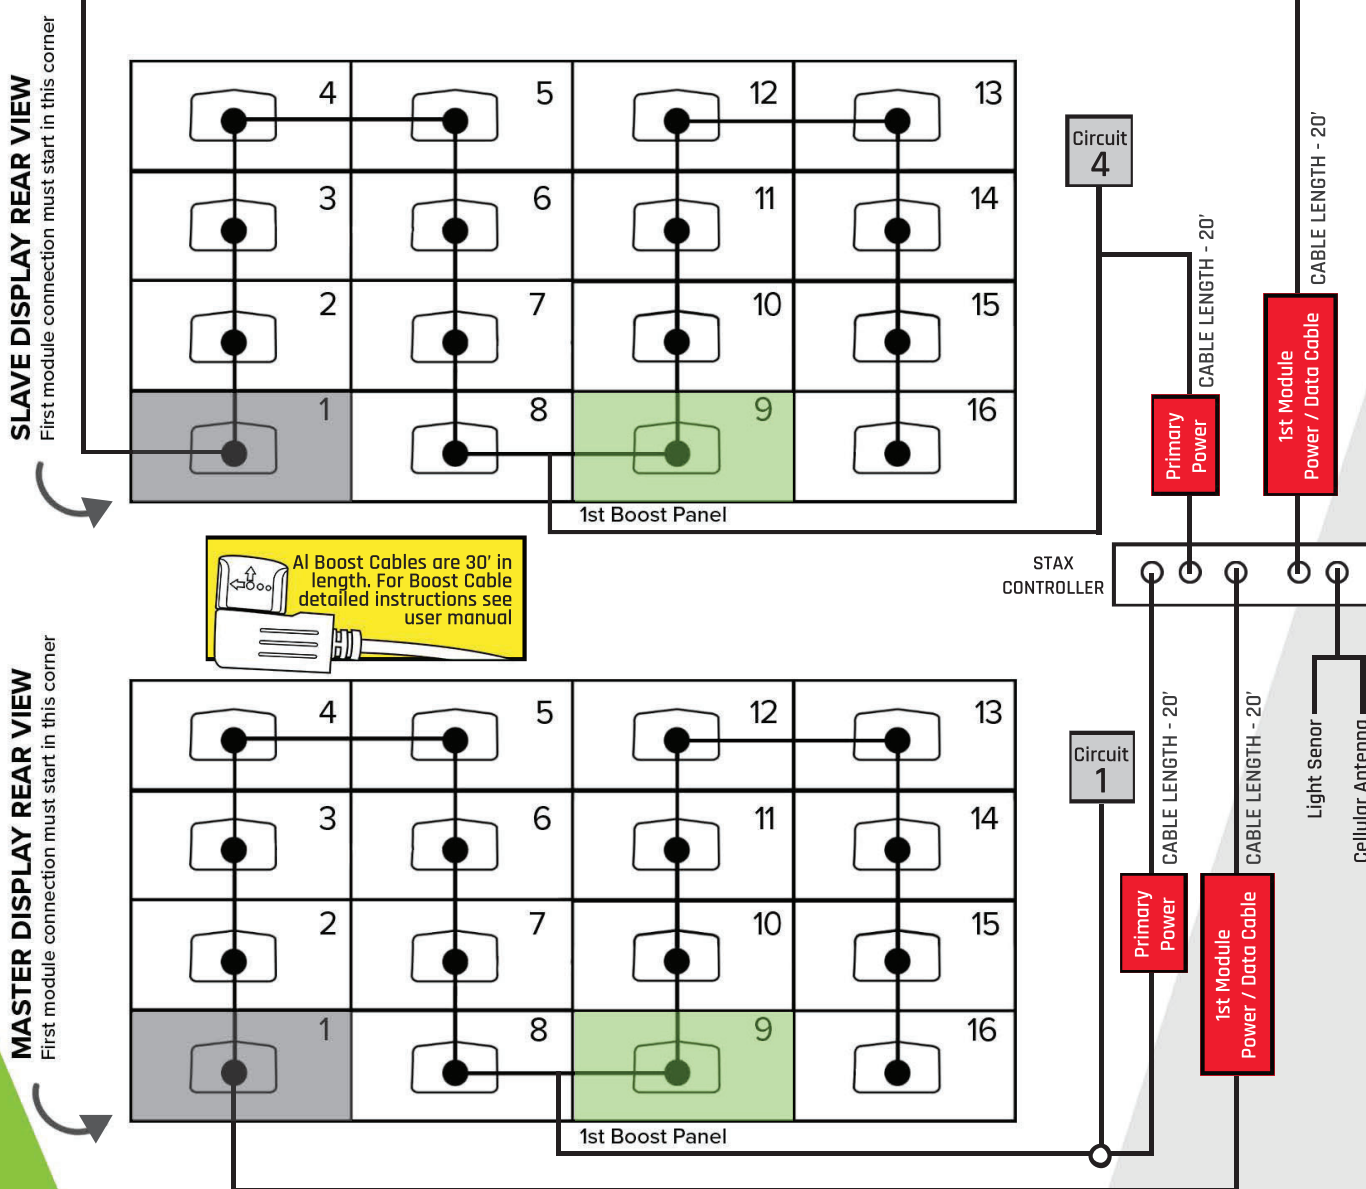 SLAVE DISPLAY REAR VIEW
First module connection must start in this corner
4
5
12
13
3
6
11
14
2
7
10
15
1
8
9
16
1st Boost Panel
Circuit
4
CABLE LENGTH - 20'
Primary
Power
CABLE LENGTH - 20'
1st Module
Power / Data Cable
STAX
CONTROLLER
Al Boost Cables are 30' in
length. For Boost Cable
detailed instructions see
user manual
MASTER DISPLAY REAR VIEW
First module connection must start in this corner
4
5
12
13
3
6
11
14
2
7
10
15
1
8
9
16
1st Boost Panel
Circuit
1
CABLE LENGTH - 20'
Primary
Power
CABLE LENGTH - 20'
1st Module
Power / Data Cable
Light Senor
Cellular Antenna